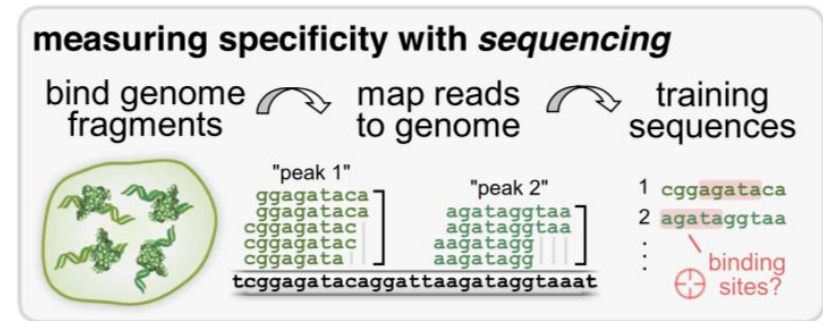 measuring specificity with sequencing
bind genome fragments
map reads to genome
training sequences
"peak 1"
ggagataca
ggagataca
cggagatac
cggagatac
cggagata
"peak 2"
agataggtaa
agataggtaa
aagatagg
aagatagg
tcggagatacaggattaagataggtaaat
1 cggagataca
2 agataggtaa
binding
sites?